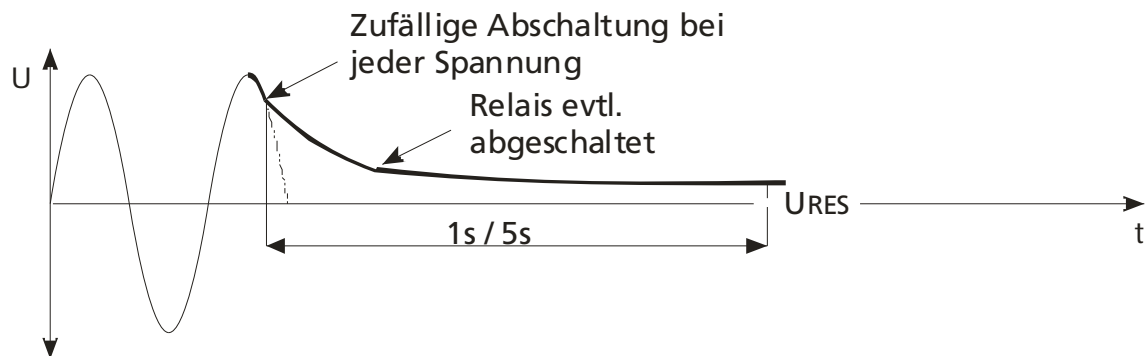 Zufällige Abschaltung bei
jeder Spannung
U
Relais evtl.
abgeschaltet
URES
1s / 5s
t